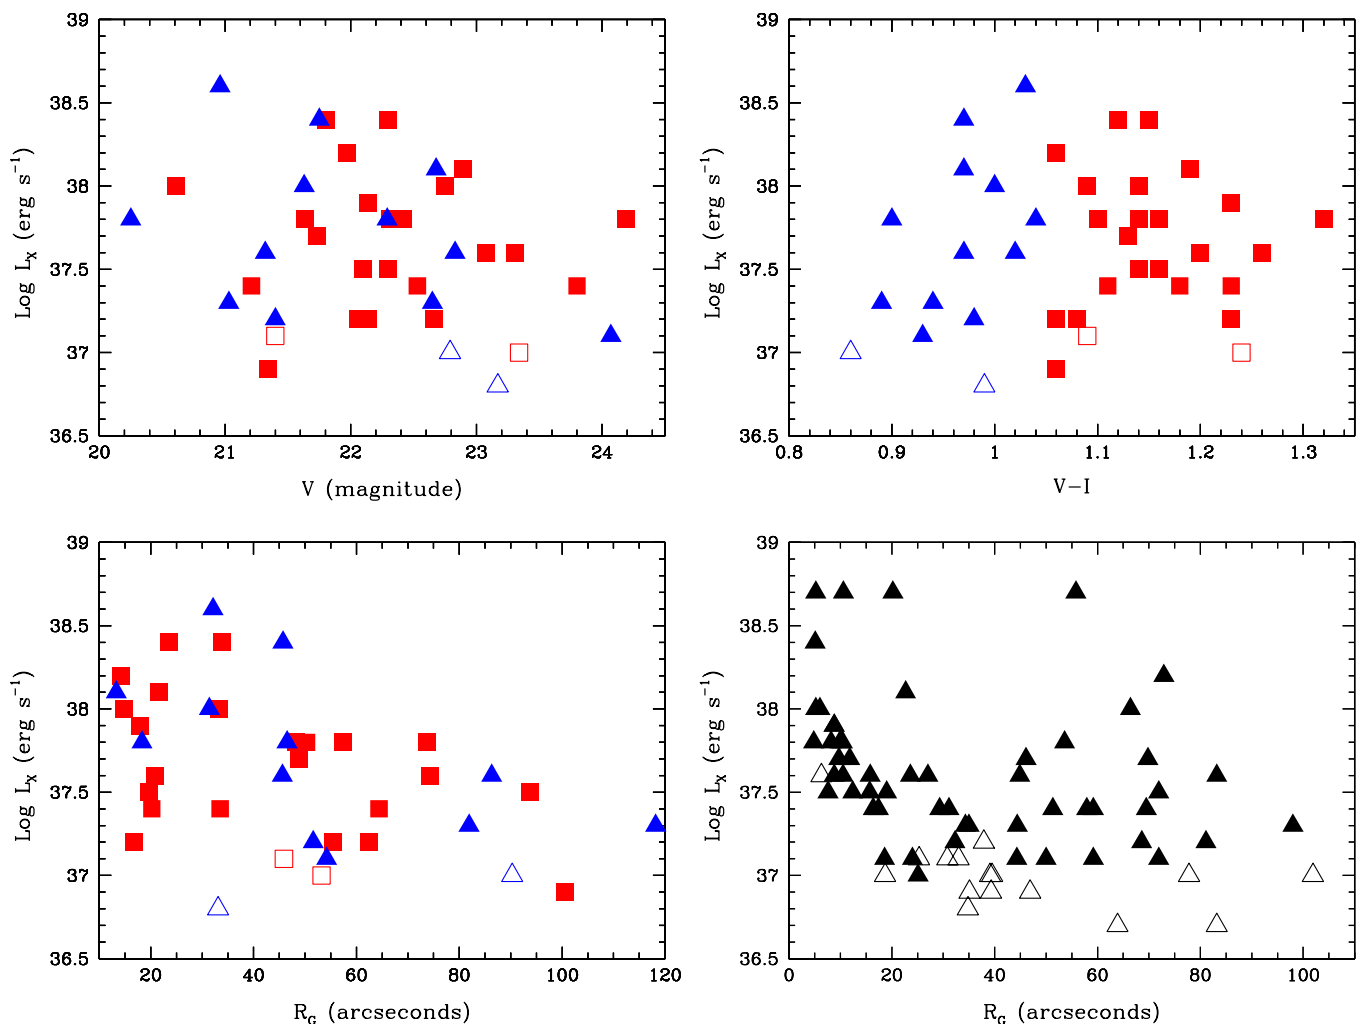 39
38.5
38
37.5
37
36.5
Log L_X (erg s^−1)
20 21 22 23 24
V (magnitude)
39
38.5
38
37.5
37
36.5
Log L_X (erg s^−1)
0.8 0.9 1 1.1 1.2 1.3
V−I
39
38.5
38
37.5
37
36.5
Log L_X (erg s^−1)
20 40 60 80 100 120
R_G (arcseconds)
39
38.5
38
37.5
37
36.5
Log L_X (erg s^−1)
0 20 40 60 80 100
R_G (arcseconds)